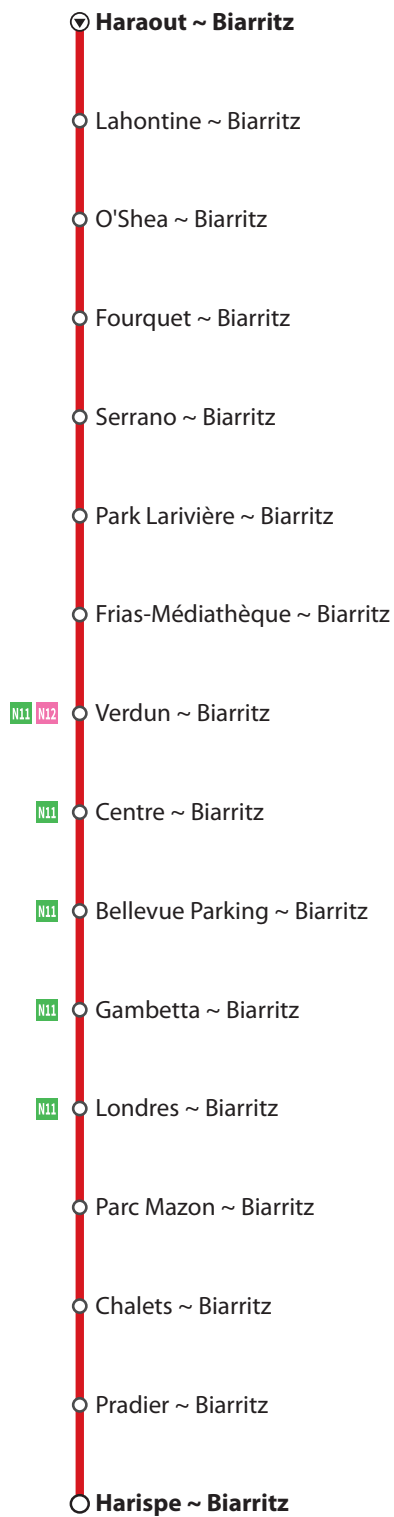 Haraout ~ Biarritz
Lahontine ~ Biarritz
O'Shea ~ Biarritz
Fourquet ~ Biarritz
Serrano ~ Biarritz
Park Larivière ~ Biarritz
Frias-Médiathèque ~ Biarritz
N11 N12 Verdun ~ Biarritz
N11 Centre ~ Biarritz
N11 Bellevue Parking ~ Biarritz
N11 Gambetta ~ Biarritz
N11 Londres ~ Biarritz
Parc Mazon ~ Biarritz
Chalets ~ Biarritz
Pradier ~ Biarritz
Harispe ~ Biarritz